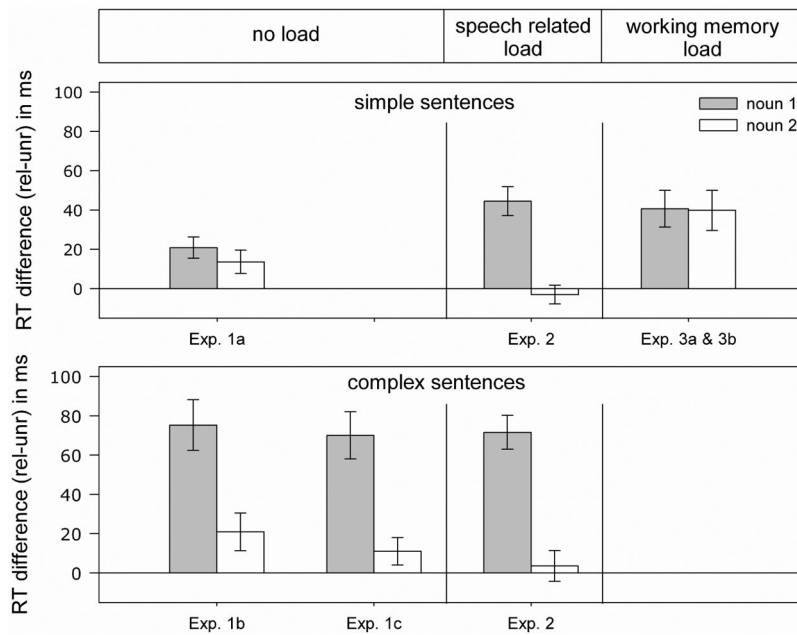 no load
speech related
load
working memory
load
RT difference (rel-unr) in ms
100
80
60
40
20
0
simple sentences
noun 1
noun 2
Exp. 1a
Exp. 2
Exp. 3a & 3b
RT difference (rel-unr) in ms
100
80
60
40
20
0
complex sentences
Exp. 1b
Exp. 1c
Exp. 2